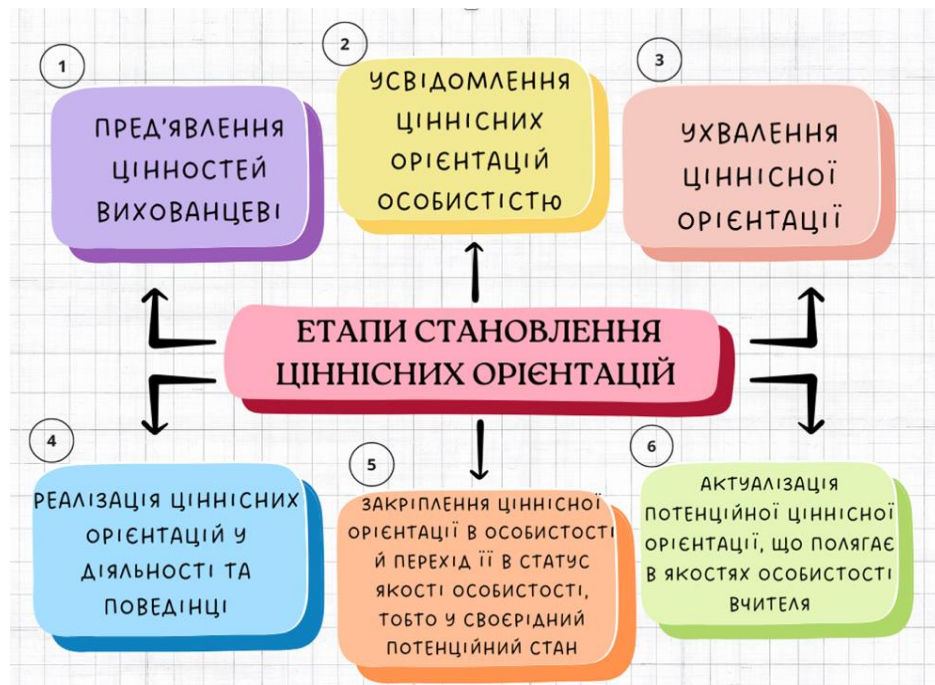 1
ПРЕД'ЯВЛЕННЯ
ЦІННОСТЕЙ
ВИХОВАНЦЕВІ
2
УСВІДОМЛЕННЯ
ЦІННІСНИХ
ОРІЄНТАЦІЙ
ОСОБИСТІСТЮ
3
УХВАЛЕННЯ
ЦІННІСНОЇ
ОРІЄНТАЦІЇ
ЕТАПИ СТАНОВЛЕННЯ
ЦІННІСНИХ ОРІЄНТАЦІЙ
4
РЕАЛІЗАЦІЯ ЦІННІСНИХ
ОРІЄНТАЦІЙ У
ДІЯЛЬНОСТІ ТА
ПОВЕДІНЦІ
5
ЗАКРІПЛЕННЯ ЦІННІСНОЇ
ОРІЄНТАЦІЇ В ОСОБИСТОСТІ
Й ПЕРЕХІД ЇЇ В СТАТУС
ЯКОСТІ ОСОБИСТОСТІ,
ТОБТО У СВОЄРІДНИЙ
ПОТЕНЦІЙНИЙ СТАН
6
АКТУАЛІЗАЦІЯ
ПОТЕНЦІЙНОЇ ЦІННІСНОЇ
ОРІЄНТАЦІЇ, ЩО ПОЛЯГАЄ
В ЯКОСТЯХ ОСОБИСТОСТІ
ВЧИТЕЛЯ